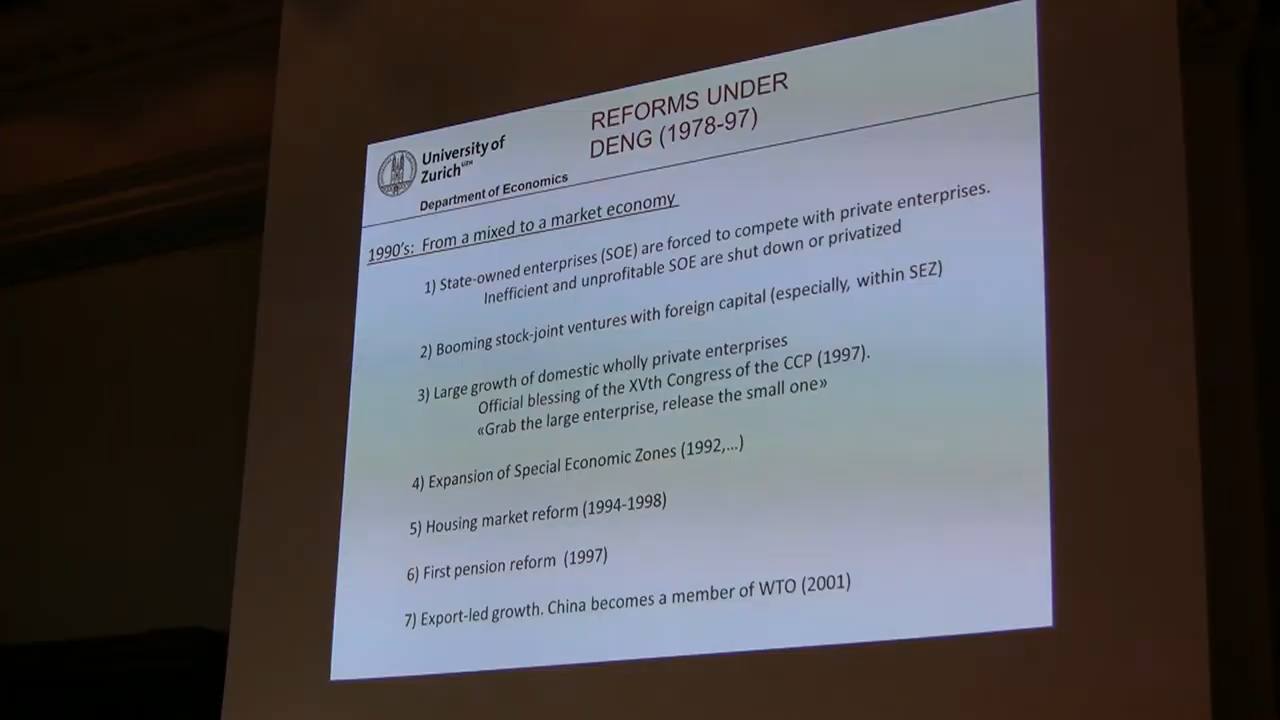 University of
Zurich UZH
Department of Economics
REFORMS UNDER
DENG (1978-97)
1990's: From a mixed to a market economy
1) State-owned enterprises (SOE) are forced to compete with private enterprises.
Inefficient and unprofitable SOE are shut down or privatized
2) Booming stock-joint ventures with foreign capital (especially, within SEZ)
3) Large growth of domestic wholly private enterprises
Official blessing of the XVth Congress of the CCP (1997).
«Grab the large enterprise, release the small one»
4) Expansion of Special Economic Zones (1992,...)
5) Housing market reform (1994-1998)
6) First pension reform (1997)
7) Export-led growth. China becomes a member of WTO (2001)